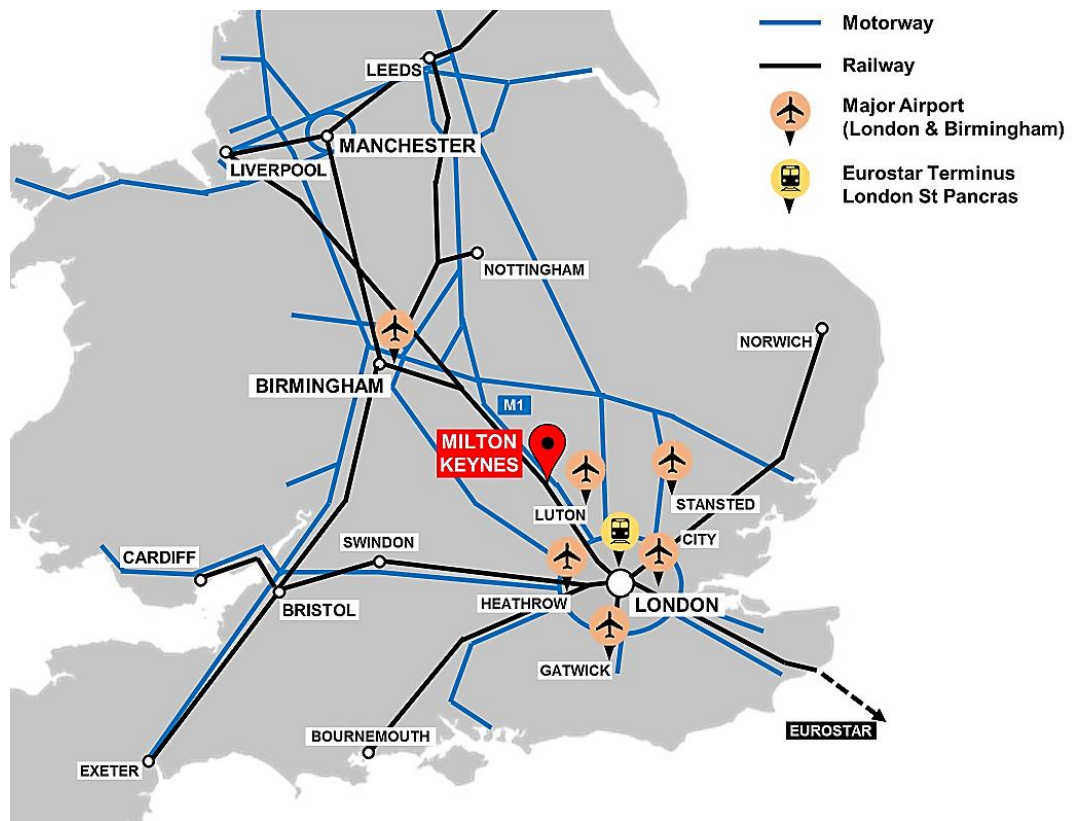 Motorway
Railway
Major Airport
(London & Birmingham)
Eurostar Terminus
London St Pancras
LEEDS
MANCHESTER
LIVERPOOL
NOTTINGHAM
NORWICH
BIRMINGHAM
M1
MILTON
KEYNES
LUTON
STANSTED
CITY
SWINDON
CARDIFF
BRISTOL
HEATHROW
LONDON
GATWICK
BOURNEMOUTH
EUROSTAR
EXETER